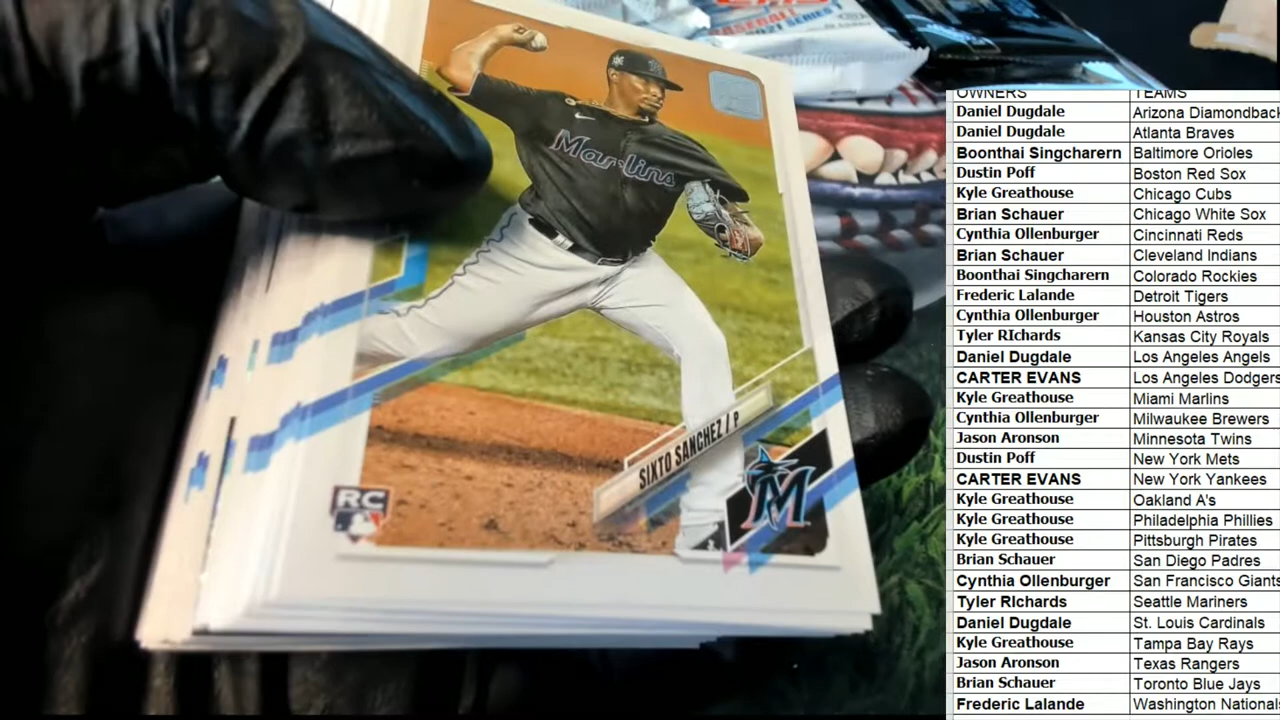 BASEBALL
2021 SERIES
Marlins
SIXTO SANCHEZ / P
RC
M
OWNERS TEAMS
Daniel Dugdale Arizona Diamondback
Daniel Dugdale Atlanta Braves
Boonthai Singcharern Baltimore Orioles
Dustin Poff Boston Red Sox
Kyle Greathouse Chicago Cubs
Brian Schauer Chicago White Sox
Cynthia Ollenburger Cincinnati Reds
Brian Schauer Cleveland Indians
Boonthai Singcharern Colorado Rockies
Frederic Lalande Detroit Tigers
Cynthia Ollenburger Houston Astros
Tyler RIchards Kansas City Royals
Daniel Dugdale Los Angeles Angels
CARTER EVANS Los Angeles Dodgers
Kyle Greathouse Miami Marlins
Cynthia Ollenburger Milwaukee Brewers
Jason Aronson Minnesota Twins
Dustin Poff New York Mets
CARTER EVANS New York Yankees
Kyle Greathouse Oakland A's
Kyle Greathouse Philadelphia Phillies
Kyle Greathouse Pittsburgh Pirates
Brian Schauer San Diego Padres
Cynthia Ollenburger San Francisco Giants
Tyler RIchards Seattle Mariners
Daniel Dugdale St. Louis Cardinals
Kyle Greathouse Tampa Bay Rays
Jason Aronson Texas Rangers
Brian Schauer Toronto Blue Jays
Frederic Lalande Washington National